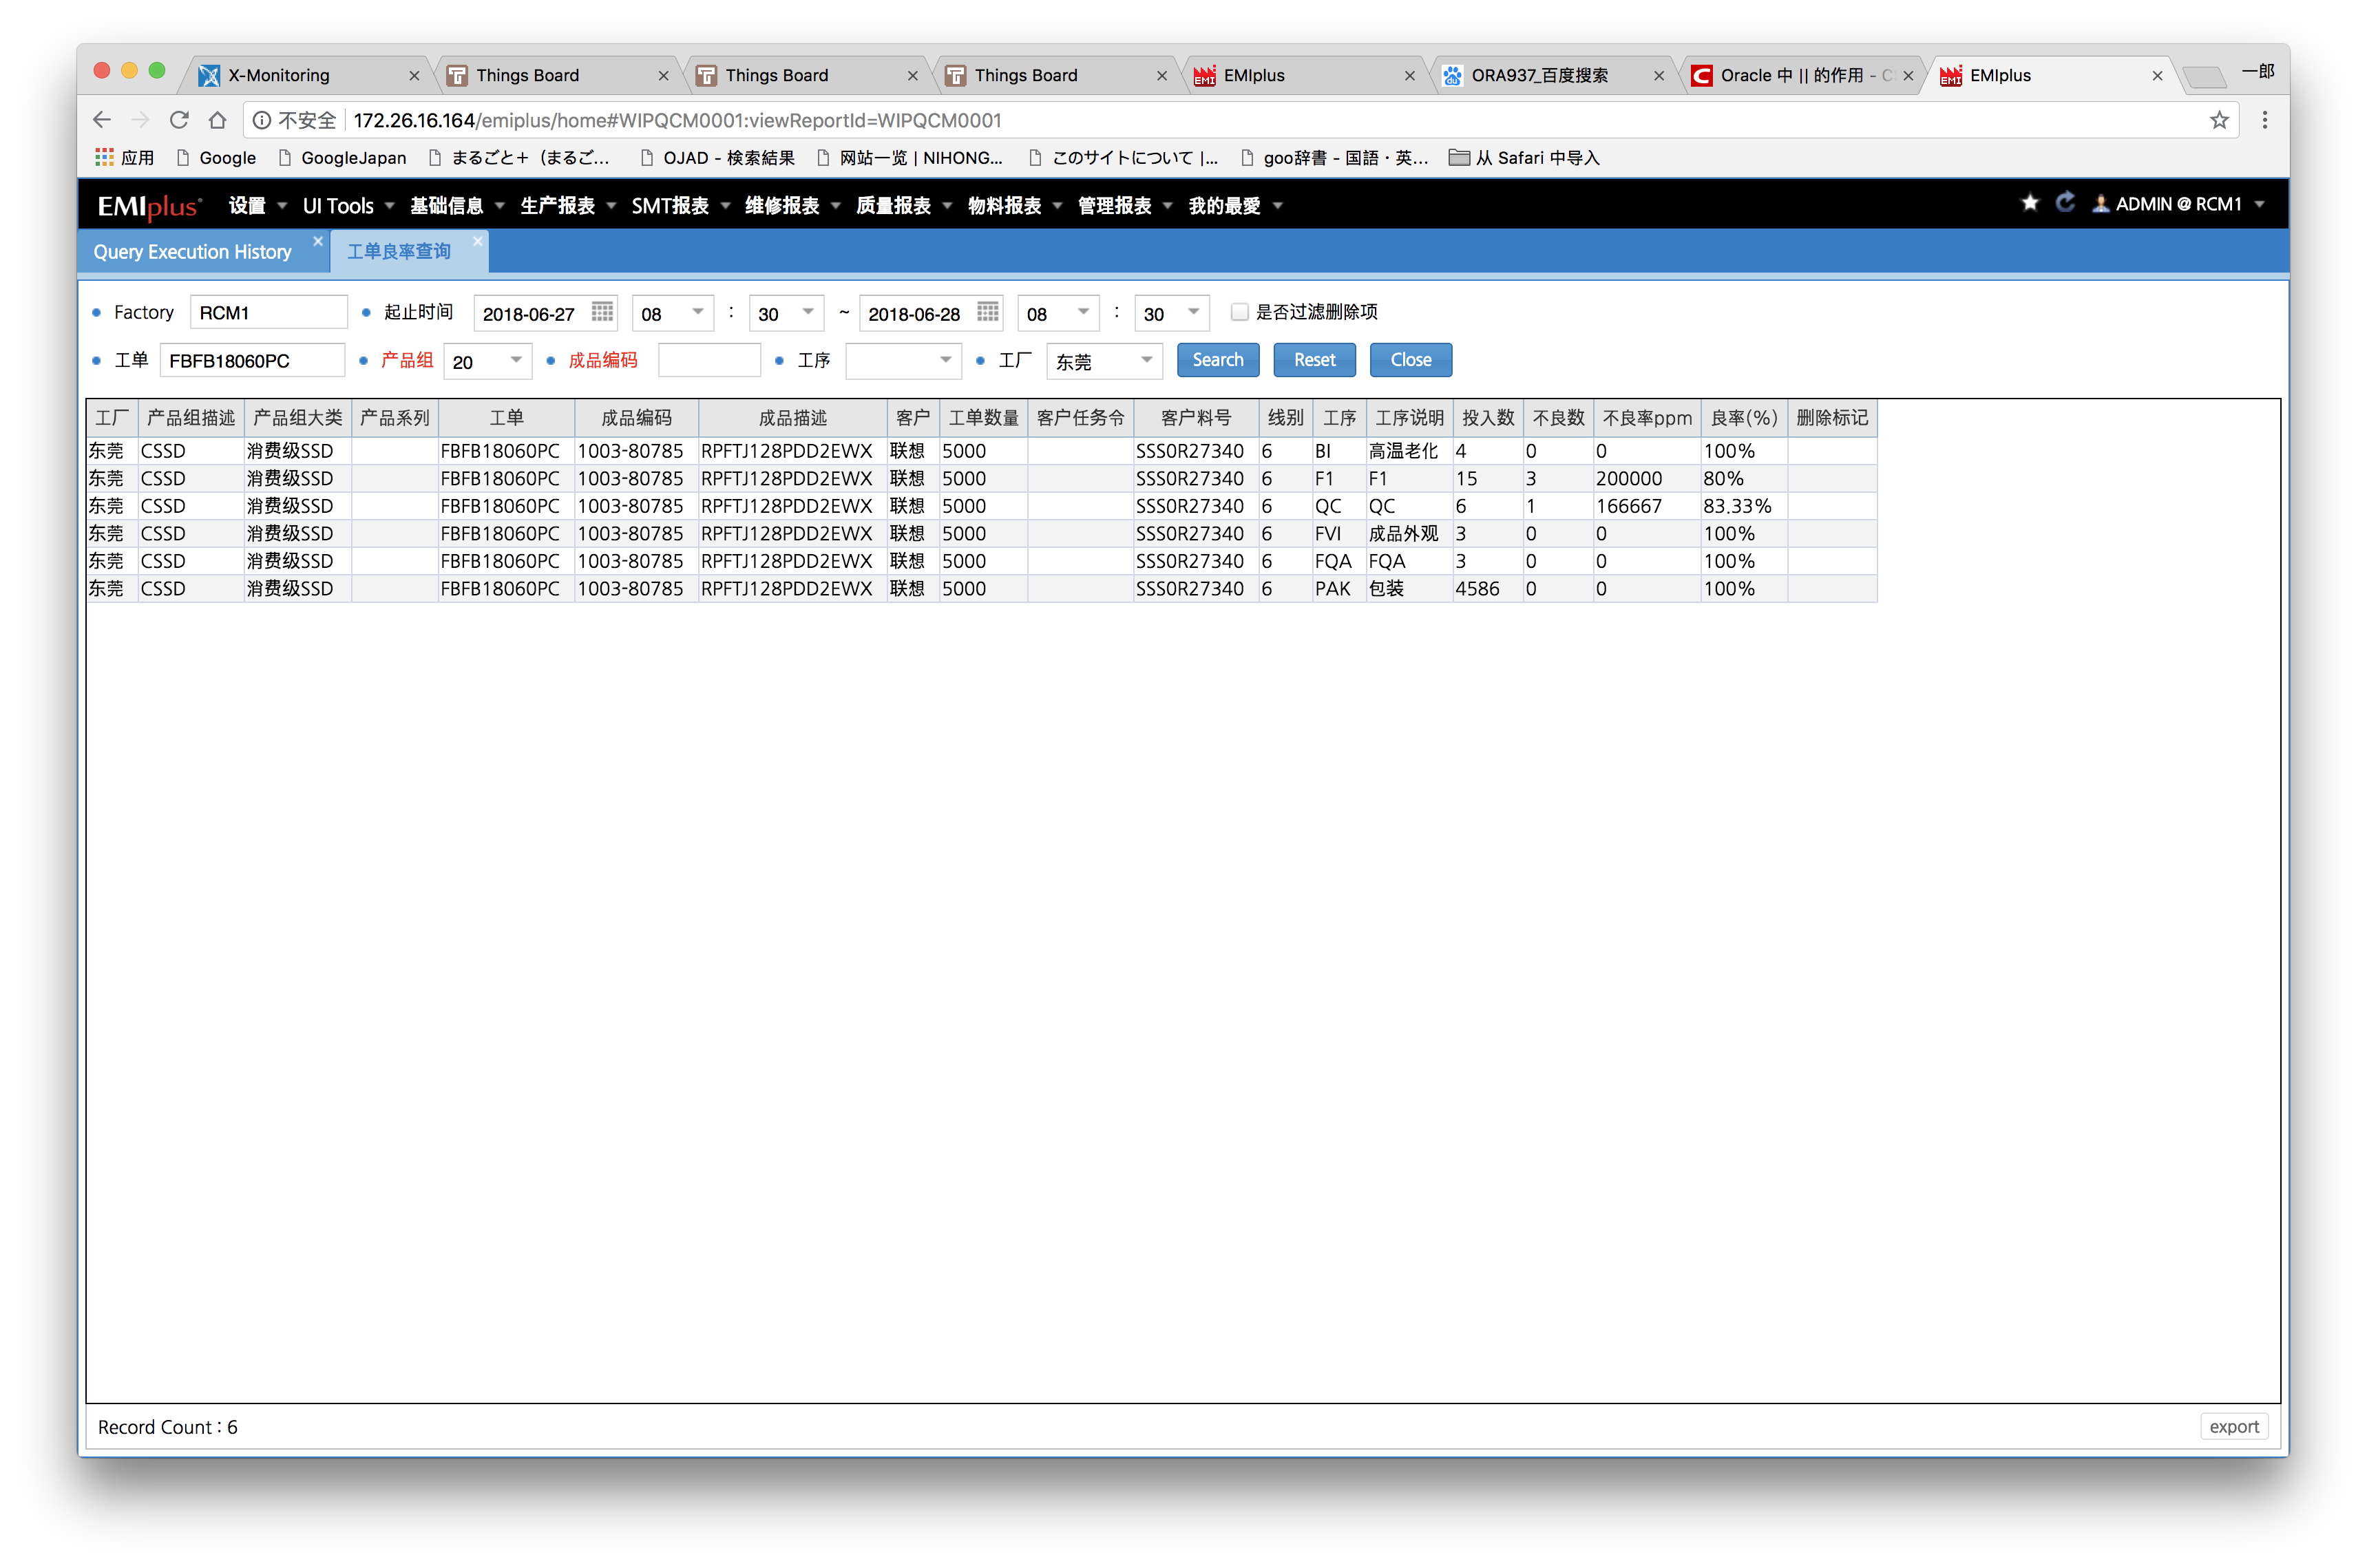 X-Monitoring Things Board Things Board Things Board EMIplus ORA937_百度搜索 Oracle 中 || 的作用 - C EMIplus 一郎
不安全 172.26.16.164/emiplus/home#WIPQCM0001:viewReportId=WIPQCM0001
应用 Google GoogleJapan まるごと＋（まるご... OJAD - 検索結果 网站一览 | NIHONG... このサイトについて |... goo辞書 - 国語・英... 从 Safari 中导入
EMIplus 设置 UI Tools 基础信息 生产报表 SMT报表 维修报表 质量报表 物料报表 管理报表 我的最愛 ADMIN @ RCM1
Query Execution History 工单良率查询
Factory RCM1 起止时间 2018-06-27 08 : 30 ~ 2018-06-28 08 : 30 是否过滤删除项
工单 FBFB18060PC 产品组 20 成品编码 工序 工厂 东莞 Search Reset Close
工厂 产品组描述 产品组大类 产品系列 工单 成品编码 成品描述 客户 工单数量 客户任务令 客户料号 线别 工序 工序说明 投入数 不良数 不良率ppm 良率(%) 删除标记
东莞 CSSD 消费级SSD FBFB18060PC 1003-80785 RPFTJ128PDD2EWX 联想 5000 SSS0R27340 6 BI 高温老化 4 0 0 100%
东莞 CSSD 消费级SSD FBFB18060PC 1003-80785 RPFTJ128PDD2EWX 联想 5000 SSS0R27340 6 F1 F1 15 3 200000 80%
东莞 CSSD 消费级SSD FBFB18060PC 1003-80785 RPFTJ128PDD2EWX 联想 5000 SSS0R27340 6 QC QC 6 1 166667 83.33%
东莞 CSSD 消费级SSD FBFB18060PC 1003-80785 RPFTJ128PDD2EWX 联想 5000 SSS0R27340 6 FVI 成品外观 3 0 0 100%
东莞 CSSD 消费级SSD FBFB18060PC 1003-80785 RPFTJ128PDD2EWX 联想 5000 SSS0R27340 6 FQA FQA 3 0 0 100%
东莞 CSSD 消费级SSD FBFB18060PC 1003-80785 RPFTJ128PDD2EWX 联想 5000 SSS0R27340 6 PAK 包装 4586 0 0 100%
Record Count : 6 export